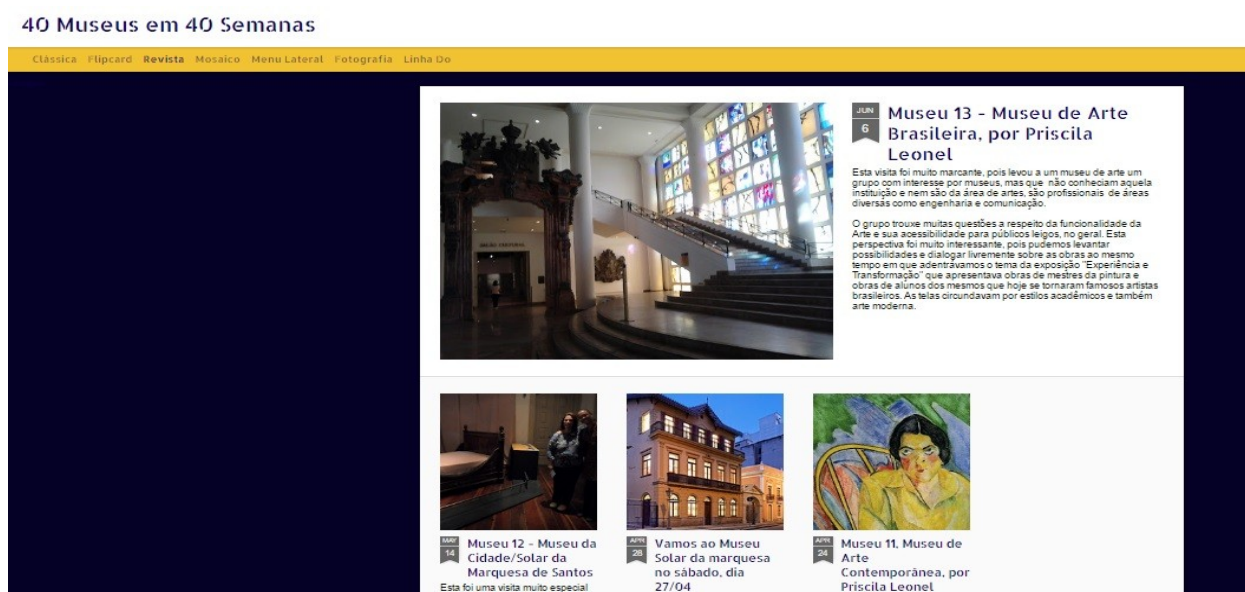 40 Museus em 40 Semanas
Clássica Flipcard Revista Mosaico Menu Lateral Fotografia Linha Do
JUN
6
Museu 13 - Museu de Arte
Brasileira, por Priscila
Leonel
Esta visita foi muito marcante, pois levou a um museu de arte um
grupo com interesse por museus, mas que não conheciam aquela
instituição e nem são da área de artes, são profissionais de áreas
diversas como engenharia e comunicação.
O grupo trouxe muitas questões a respeito da funcionalidade da
Arte e sua acessibilidade para públicos leigos, no geral. Esta
perspectiva foi muito interessante, pois pudemos levantar
possibilidades e dialogar livremente sobre as obras ao mesmo
tempo em que adentrávamos o tema da exposição "Experiência e
Transformação" que apresentava obras de mestres da pintura e
obras de alunos dos mesmos que hoje se tornaram famosos artistas
brasileiros. As telas circundavam por estilos acadêmicos e também
arte moderna.
MAY
14
Museu 12 - Museu da
Cidade/Solar da
Marquesa de Santos
Esta foi uma visita muito especial
APR
28
Vamos ao Museu
Solar da marquesa
no sábado, dia
27/04
APR
24
Museu 11, Museu de
Arte
Contemporânea, por
Priscila Leonel